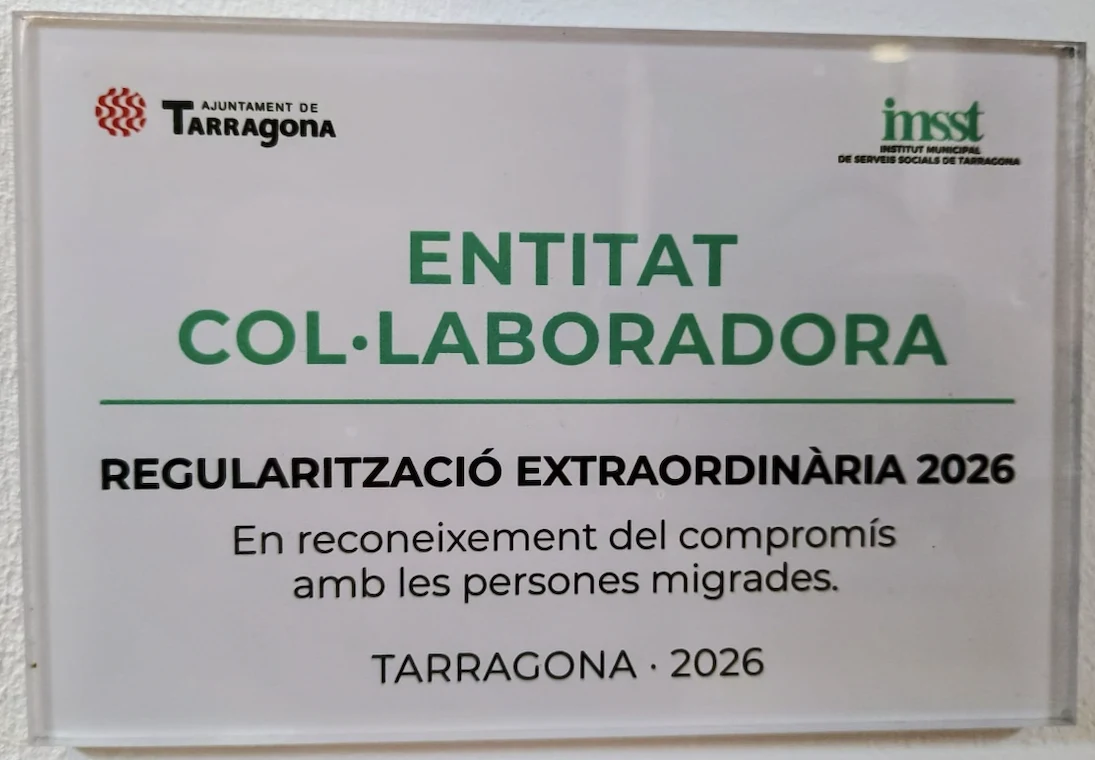 AJUNTAMENT DE
TARRAgONA
imsst
INSTITUT MUNICIPAL
DE SERVEIS SOCIALS DE TARRAGONA
ENTITAT
COL·LABORADORA
REGULARITZACIÓ EXTRAORDINÀRIA 2026
En reconeixement del compromís
amb les persones migrades.
TARRAGONA · 2026